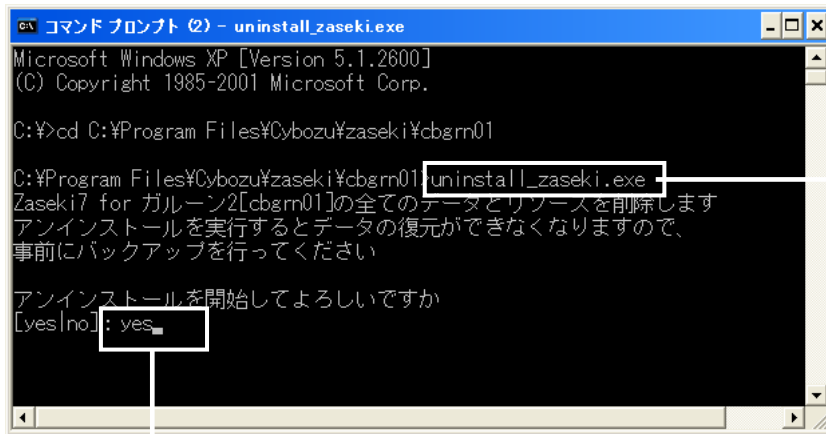 コマンド プロンプト (2) - uninstall_zaseki.exe
Microsoft Windows XP [Version 5.1.2600]
(C) Copyright 1985-2001 Microsoft Corp.
C:¥>cd C:¥Program Files¥Cybozu¥zaseki¥cbgrn01
C:¥Program Files¥Cybozu¥zaseki¥cbgrn01>uninstall_zaseki.exe
Zaseki7 for ガルーン2[cbgrn01]の全てのデータとリソースを削除します
アンインストールを実行するとデータの復元ができなくなりますので、
事前にバックアップを行ってください
アンインストールを開始してよろしいですか
[yes|no]: yes